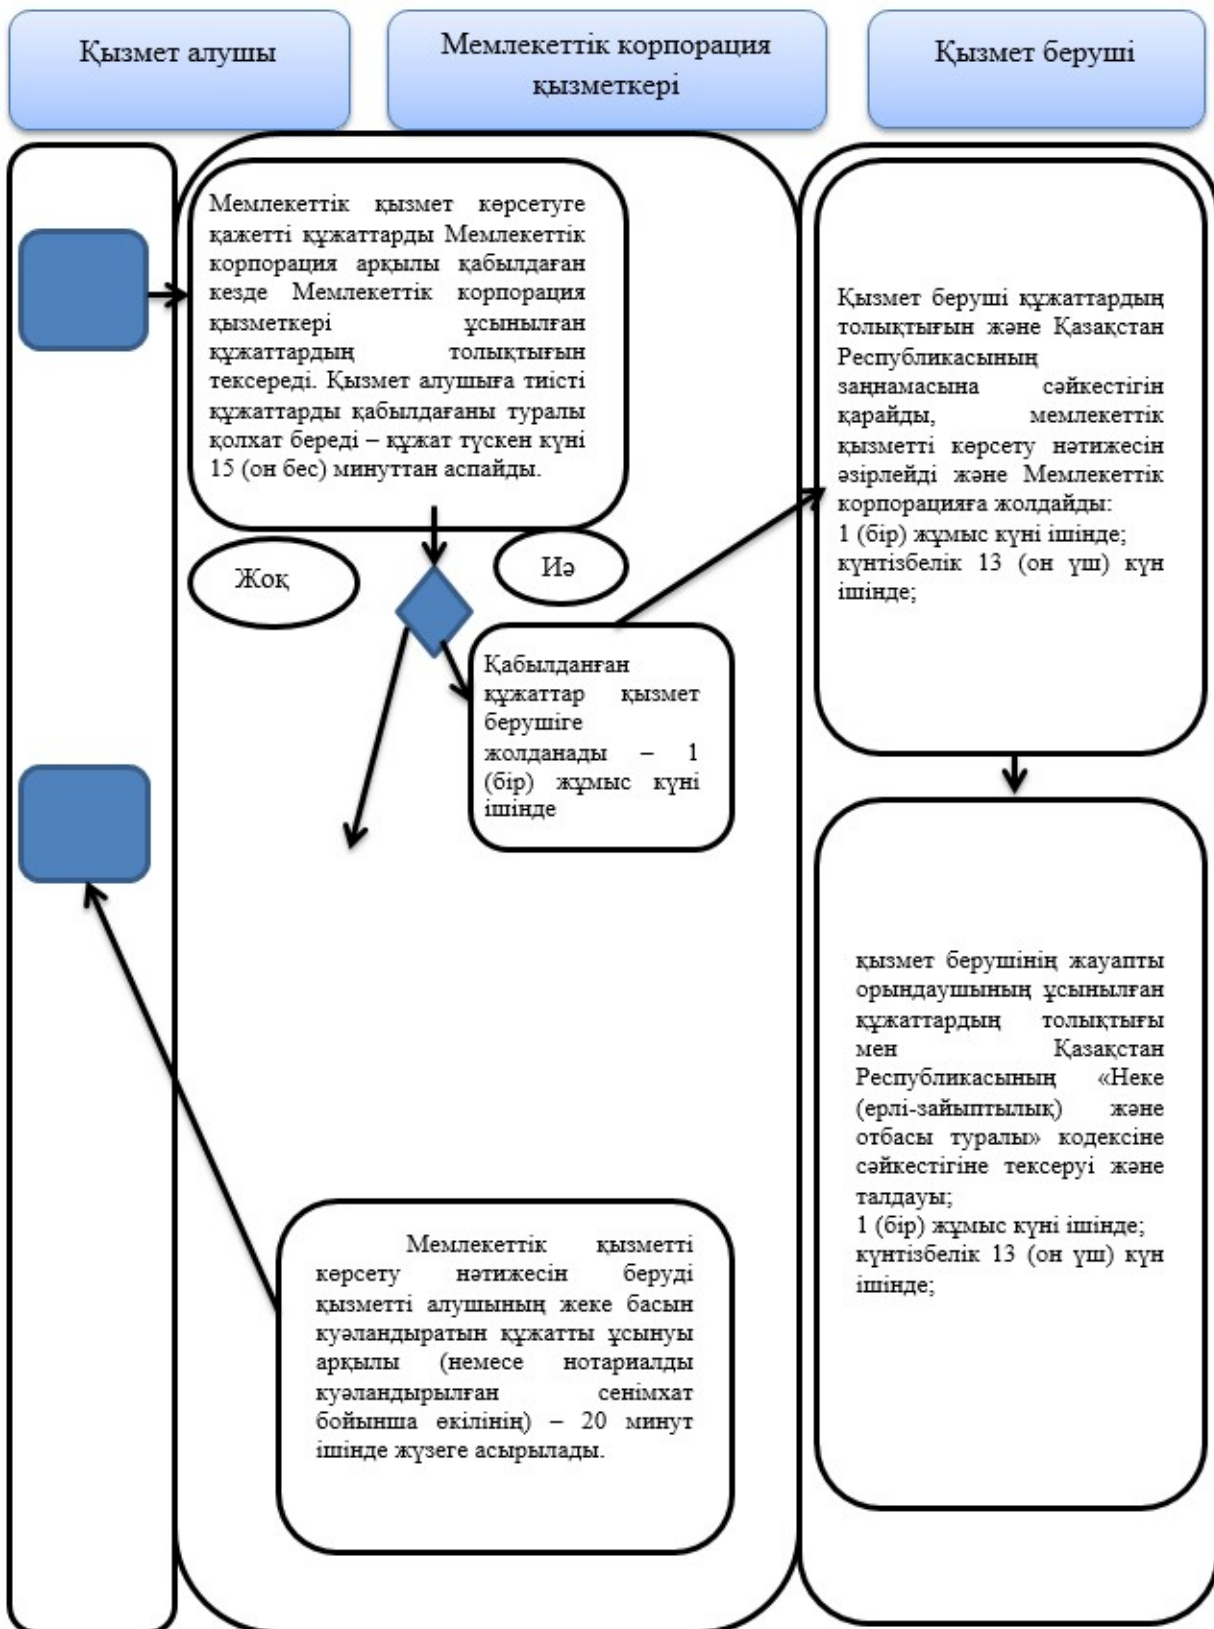 Қызмет алушы
Мемлекеттік корпорация
қызметкері
Қызмет беруші
Мемлекеттік қызмет көрсетуге
қажетті құжаттарды Мемлекеттік
корпорация арқылы қабылдаған
кезде Мемлекеттік корпорация
қызметкері ұсынылған
құжаттардың толықтығын
тексереді. Қызмет алушыға тиісті
құжаттарды қабылдағаны туралы
қолхат береді – құжат түскен күні
15 (он бес) минуттан аспайды.
Жоқ
Иә
Қабылданған
құжаттар қызмет
берушіге
жолданады – 1
(бір) жұмыс күні
ішінде
Қызмет беруші құжаттардың
толықтығын және Қазақстан
Республикасының
заңнамасына сәйкестігін
қарайды, мемлекеттік
қызметті көрсету нәтижесін
әзірлейді және Мемлекеттік
корпорацияға жолдайды:
1 (бір) жұмыс күні ішінде;
күнтізбелік 13 (он үш) күн
ішінде;
қызмет берушінің жауапты
орындаушының ұсынылған
құжаттардың толықтығы
мен Қазақстан
Республикасының «Неке
(ерлі-зайыптылық) және
отбасы туралы» кодексіне
сәйкестігіне тексеруі және
талдауы;
1 (бір) жұмыс күні ішінде;
күнтізбелік 13 (он үш) күн
ішінде;
Мемлекеттік қызметті
көрсету нәтижесін беруді
қызметті алушының жеке басын
куәландыратын құжатты ұсынуы
арқылы (немесе нотариалды
куәландырылған сенімхат
бойынша өкілінің) – 20 минут
ішінде жүзеге асырылады.